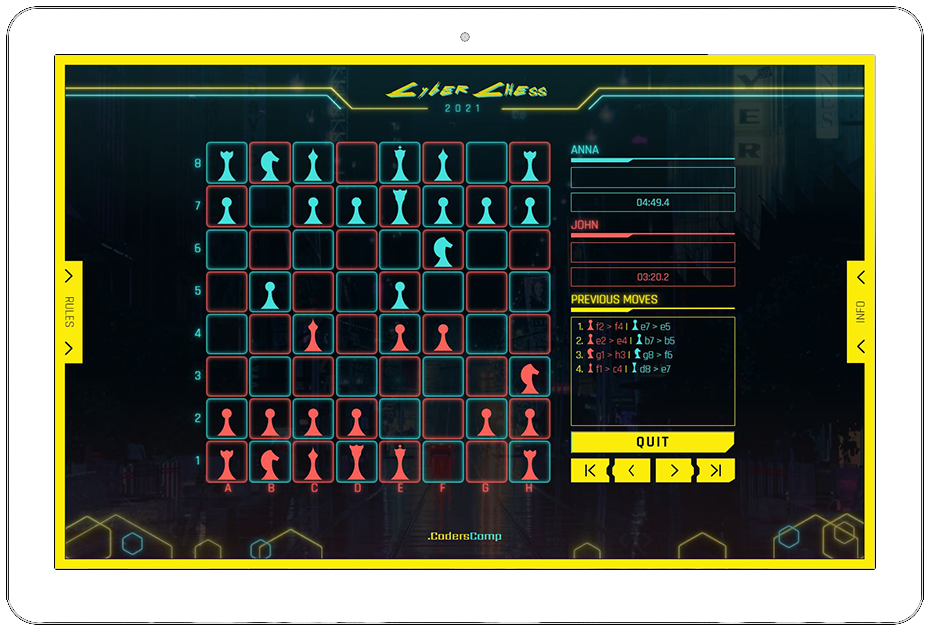 Cyber Chess
2021
8
7
6
5
4
3
2
1
A B C D E F G H
ANNA
04:49.4
JOHN
03:20.2
PREVIOUS MOVES
1. f2 > f4 | e7 > e5
2. e2 > e4 | b7 > b5
3. g1 > h3 | g8 > f6
4. f1 > c4 | d8 > e7
QUIT
RULES
INFO
VER
.CodersCamp